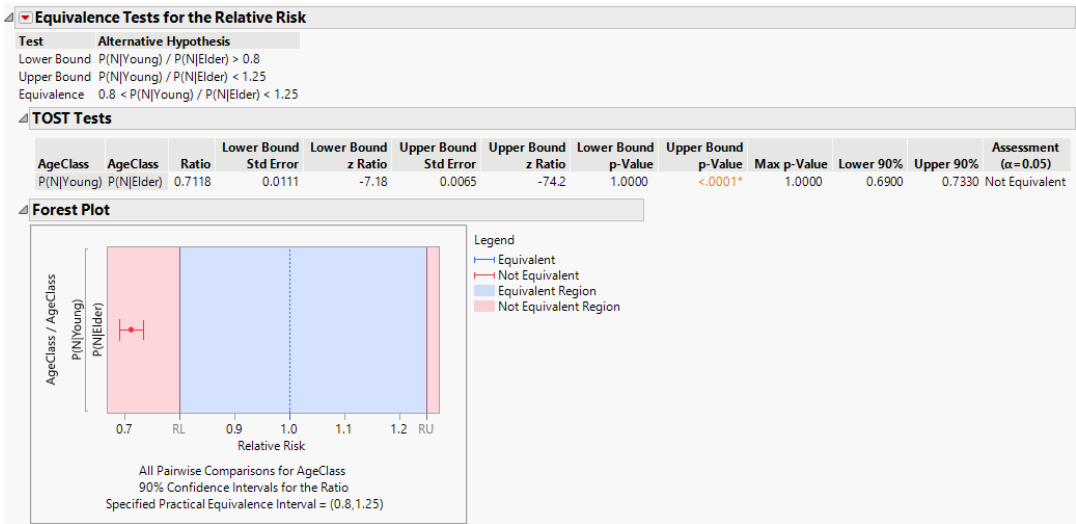 Equivalence Tests for the Relative Risk
Test Alternative Hypothesis
Lower Bound P(N|Young) / P(N|Elder) > 0.8
Upper Bound P(N|Young) / P(N|Elder) < 1.25
Equivalence 0.8 < P(N|Young) / P(N|Elder) < 1.25
TOST Tests
Lower Bound Lower Bound Upper Bound Upper Bound Lower Bound Upper Bound Assessment
AgeClass AgeClass Ratio Std Error z Ratio Std Error z Ratio p-Value p-Value Max p-Value Lower 90% Upper 90% (α=0.05)
P(N|Young) P(N|Elder) 0.7118 0.0111 -7.18 0.0065 -74.2 1.0000 <.0001* 1.0000 0.6900 0.7330 Not Equivalent
Forest Plot
AgeClass / AgeClass
P(N|Young)
P(N|Elder)
0.7 RL 0.9 1.0 1.1 1.2 RU
Relative Risk
All Pairwise Comparisons for AgeClass
90% Confidence Intervals for the Ratio
Specified Practical Equivalence Interval = (0.8,1.25)
Legend
Equivalent
Not Equivalent
Equivalent Region
Not Equivalent Region